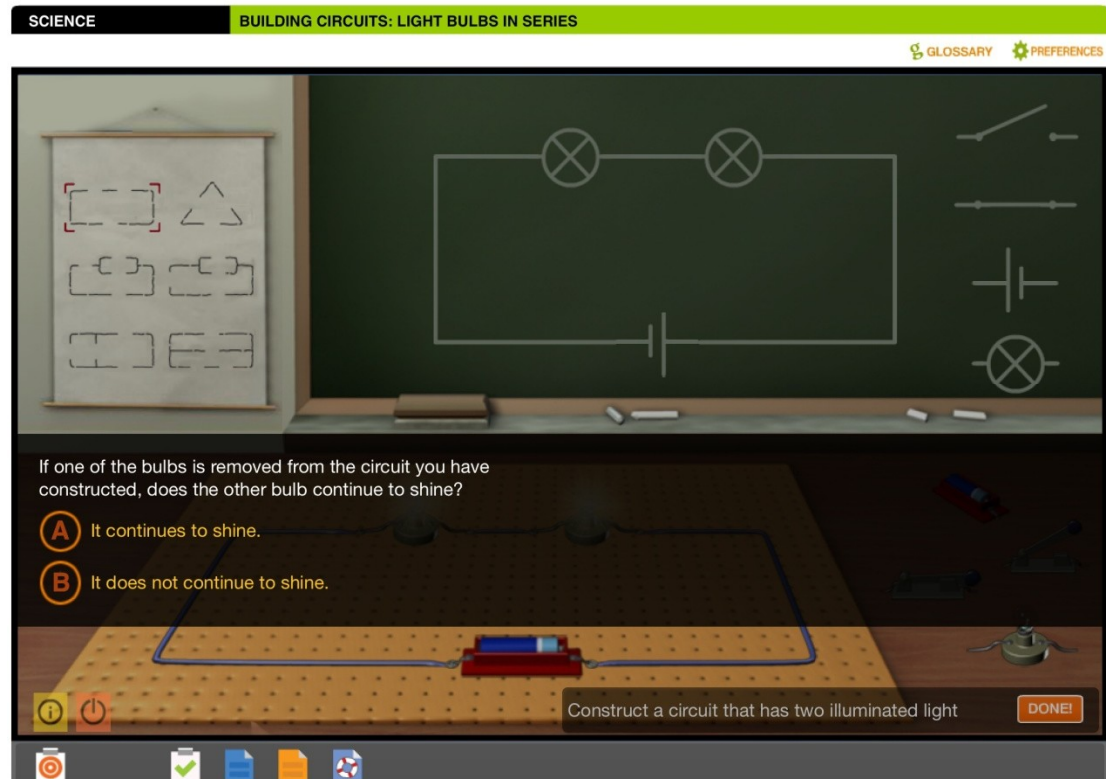 SCIENCE
BUILDING CIRCUITS: LIGHT BULBS IN SERIES
GLOSSARY
PREFERENCES
If one of the bulbs is removed from the circuit you have
constructed, does the other bulb continue to shine?
A It continues to shine.
B It does not continue to shine.
Construct a circuit that has two illuminated light
DONE!